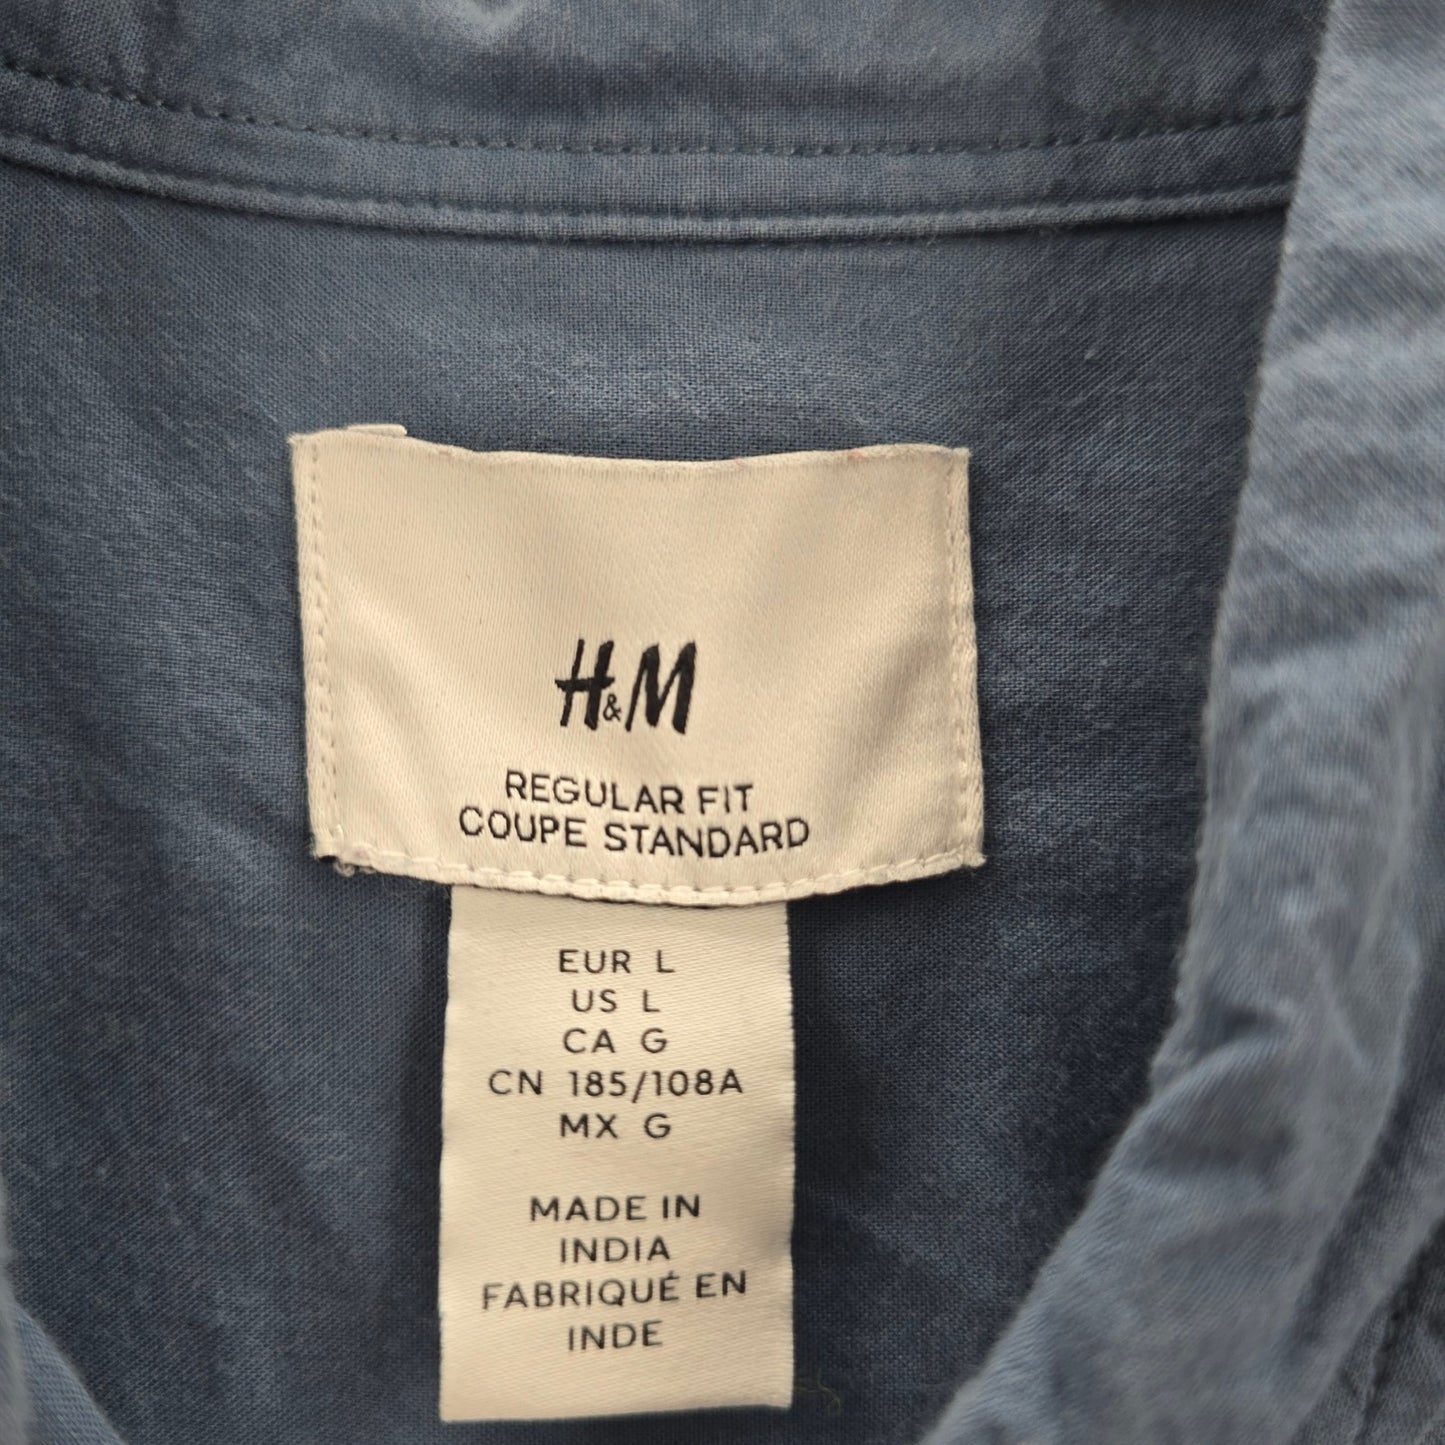 H&M
REGULAR FIT
COUPE STANDARD
EUR L
US L
CA G
CN 185/108A
MX G
MADE IN
INDIA
FABRIQUÉ EN
INDE